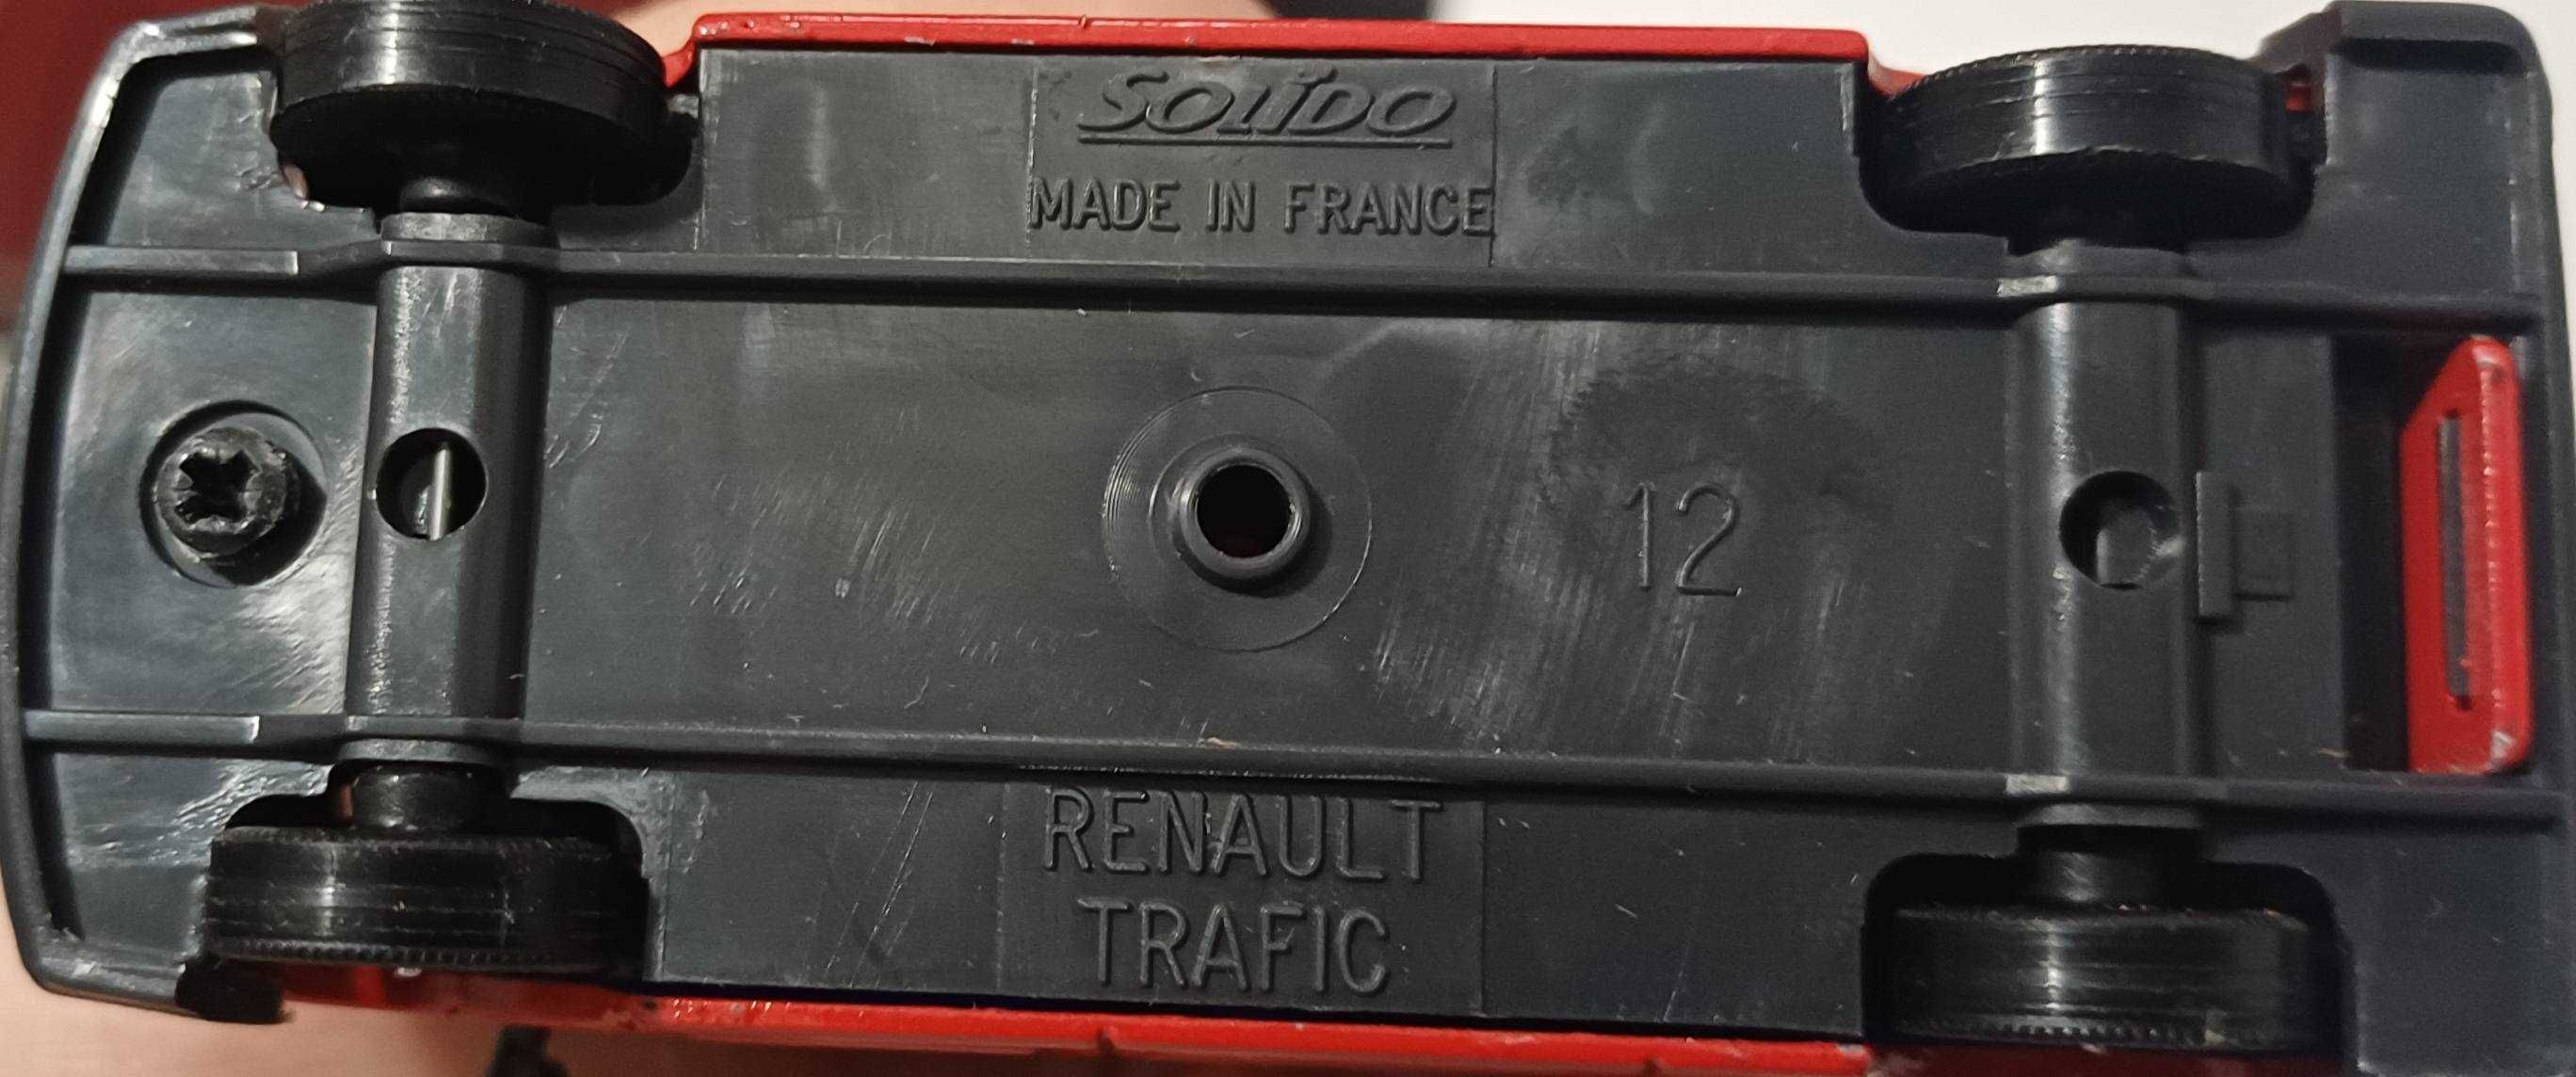 SOLIDO
MADE IN FRANCE
12
RENAULT
TRAFIC